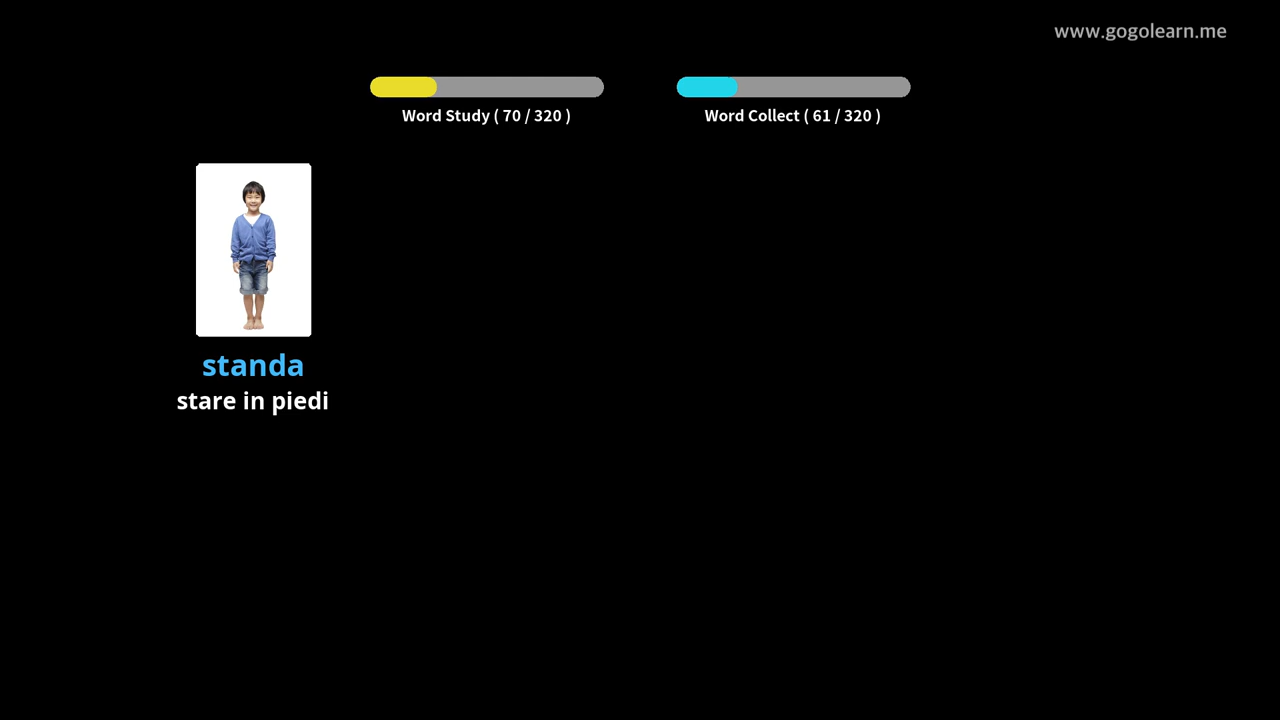 www.gogolearn.me
Word Study ( 70 / 320 )
Word Collect ( 61 / 320 )
standa
stare in piedi